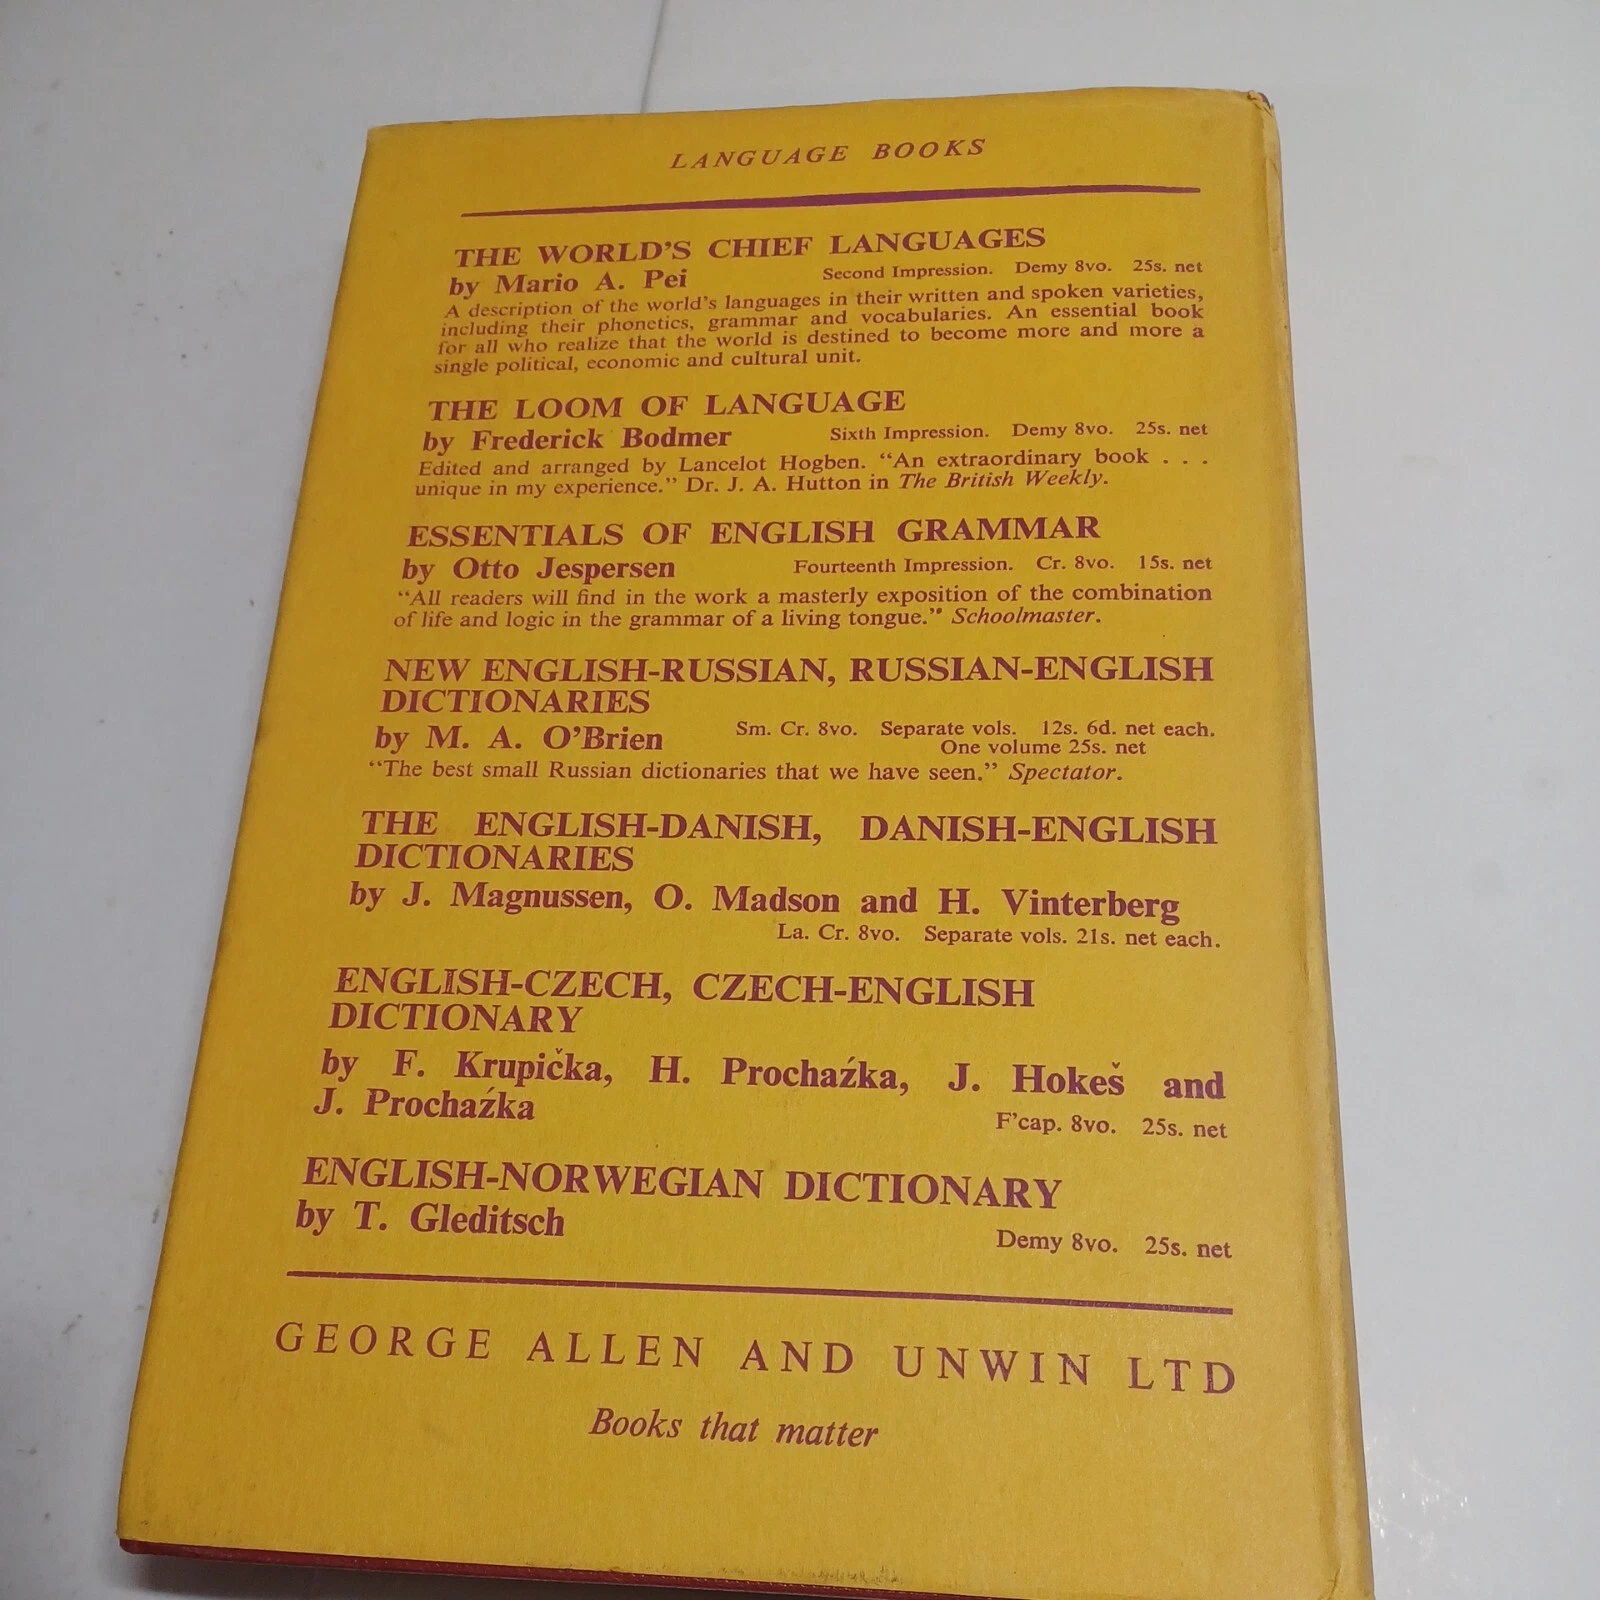 LANGUAGE BOOKS
THE WORLD'S CHIEF LANGUAGES
by Mario A. Pei Second Impression. Demy 8vo. 25s. net
A description of the world's languages in their written and spoken varieties,
including their phonetics, grammar and vocabularies. An essential book
for all who realize that the world is destined to become more and more a
single political, economic and cultural unit.
THE LOOM OF LANGUAGE
by Frederick Bodmer Sixth Impression. Demy 8vo. 25s. net
Edited and arranged by Lancelot Hogben. "An extraordinary book . . .
unique in my experience." Dr. J. A. Hutton in The British Weekly.
ESSENTIALS OF ENGLISH GRAMMAR
by Otto Jespersen Fourteenth Impression. Cr. 8vo. 15s. net
"All readers will find in the work a masterly exposition of the combination
of life and logic in the grammar of a living tongue." Schoolmaster.
NEW ENGLISH-RUSSIAN, RUSSIAN-ENGLISH
DICTIONARIES
by M. A. O'Brien Sm. Cr. 8vo. Separate vols. 12s. 6d. net each.
One volume 25s. net
"The best small Russian dictionaries that we have seen." Spectator.
THE ENGLISH-DANISH, DANISH-ENGLISH
DICTIONARIES
by J. Magnussen, O. Madson and H. Vinterberg
La. Cr. 8vo. Separate vols. 21s. net each.
ENGLISH-CZECH, CZECH-ENGLISH
DICTIONARY
by F. Krupička, H. Prochaźka, J. Hokeš and
J. Prochaźka F'cap. 8vo. 25s. net
ENGLISH-NORWEGIAN DICTIONARY
by T. Gleditsch Demy 8vo. 25s. net
GEORGE ALLEN AND UNWIN LTD
Books that matter